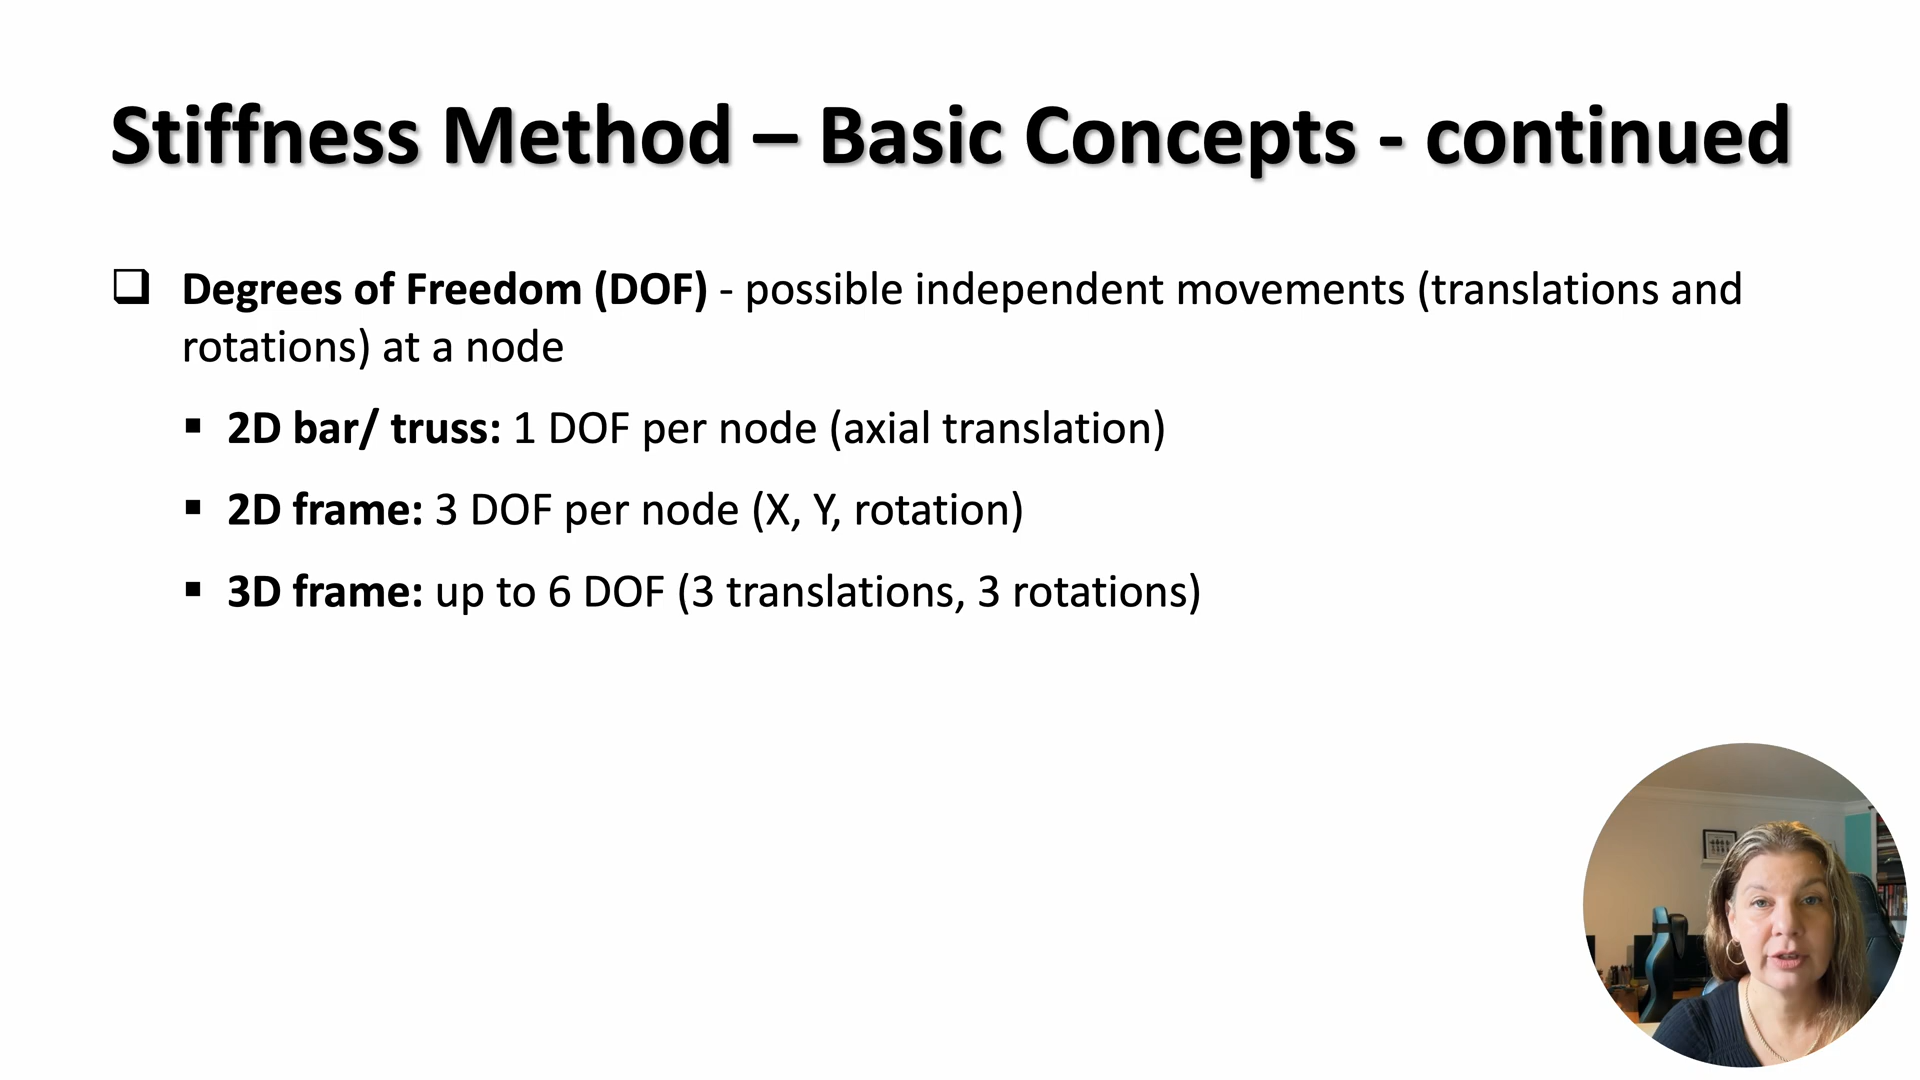 Stiffness Method – Basic Concepts - continued
Degrees of Freedom (DOF) - possible independent movements (translations and
rotations) at a node
2D bar/ truss: 1 DOF per node (axial translation)
2D frame: 3 DOF per node (X, Y, rotation)
3D frame: up to 6 DOF (3 translations, 3 rotations)